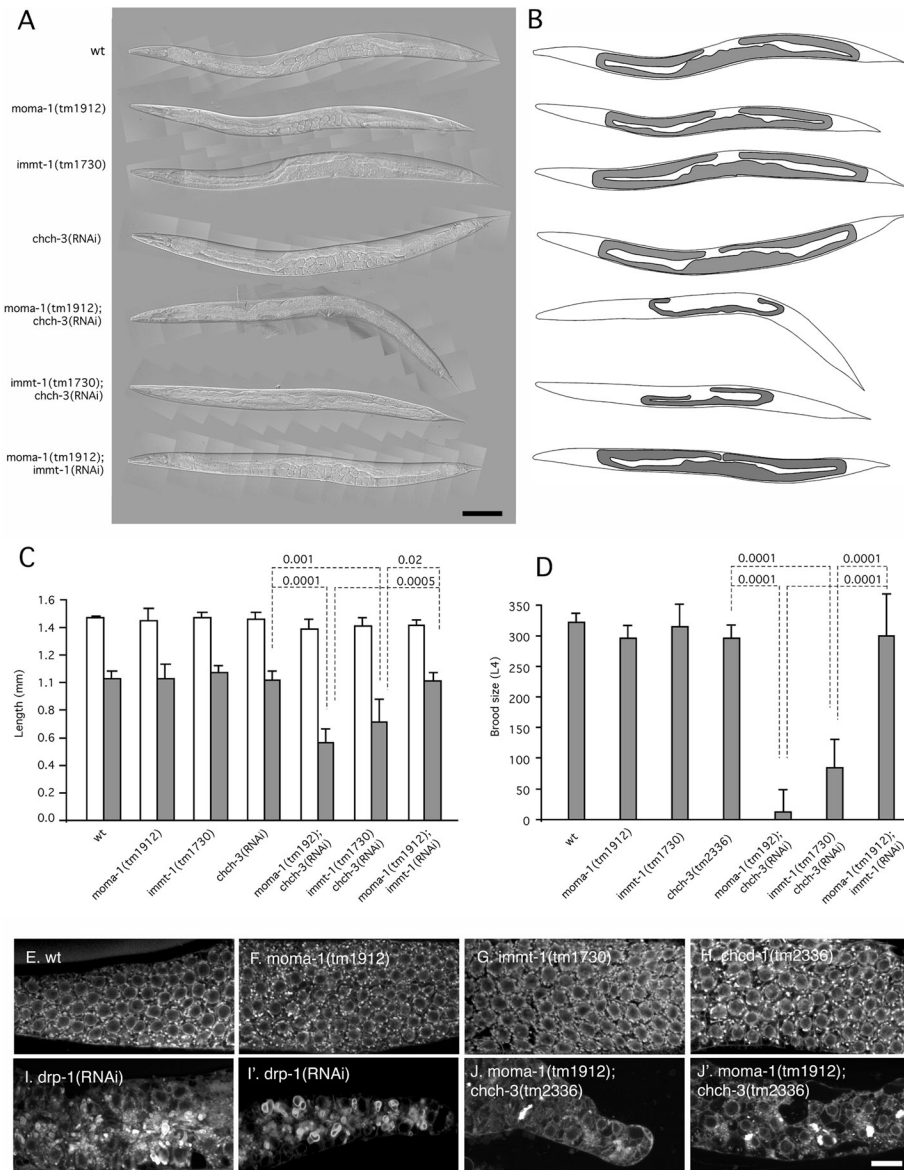 A
B
wt
moma-1(tm1912)
immt-1(tm1730)
chch-3(RNAi)
moma-1(tm1912);
chch-3(RNAi)
immt-1(tm1730);
chch-3(RNAi)
moma-1(tm1912);
immt-1(RNAi)
C
0.001
0.02
0.0001
0.0005
Length (mm)
1.6
1.4
1.1
0.8
0.6
0.4
0.2
0.0
wt
moma-1(tm1912)
immt-1(tm1730)
chch-3(RNAi)
moma-1(tm192);
chch-3(RNAi)
immt-1(tm1730)
chch-3(RNAi)
moma-1(tm1912);
immt-1(RNAi)
D
0.0001
0.0001
0.0001
0.0001
Brood size (L4)
350
300
250
200
150
100
50
0
wt
moma-1(tm1912)
immt-1(tm1730)
chch-3(tm2336)
moma-1(tm192);
chch-3(RNAi)
immt-1(tm1730)
chch-3(RNAi)
moma-1(tm1912);
immt-1(RNAi)
E. wt
F. moma-1(tm1912)
G. immt-1(tm1730)
H. chcd-1(tm2336)
I. drp-1(RNAi)
I'. drp-1(RNAi)
J. moma-1(tm1912);
chch-3(tm2336)
J'. moma-1(tm1912);
chch-3(tm2336)